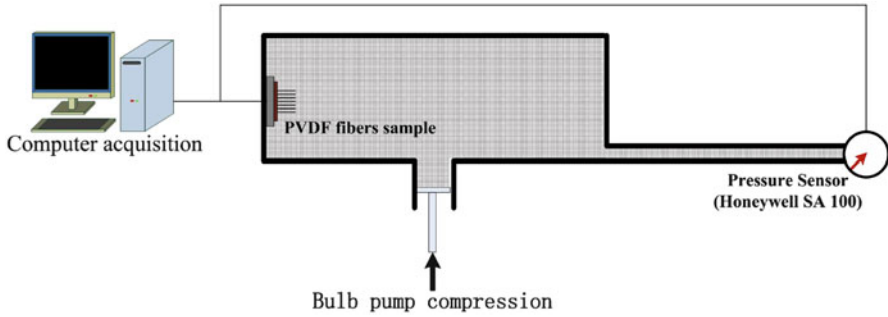 PVDF fibers sample
Computer acquisition
Pressure Sensor
(Honeywell SA 100)
Bulb pump compression